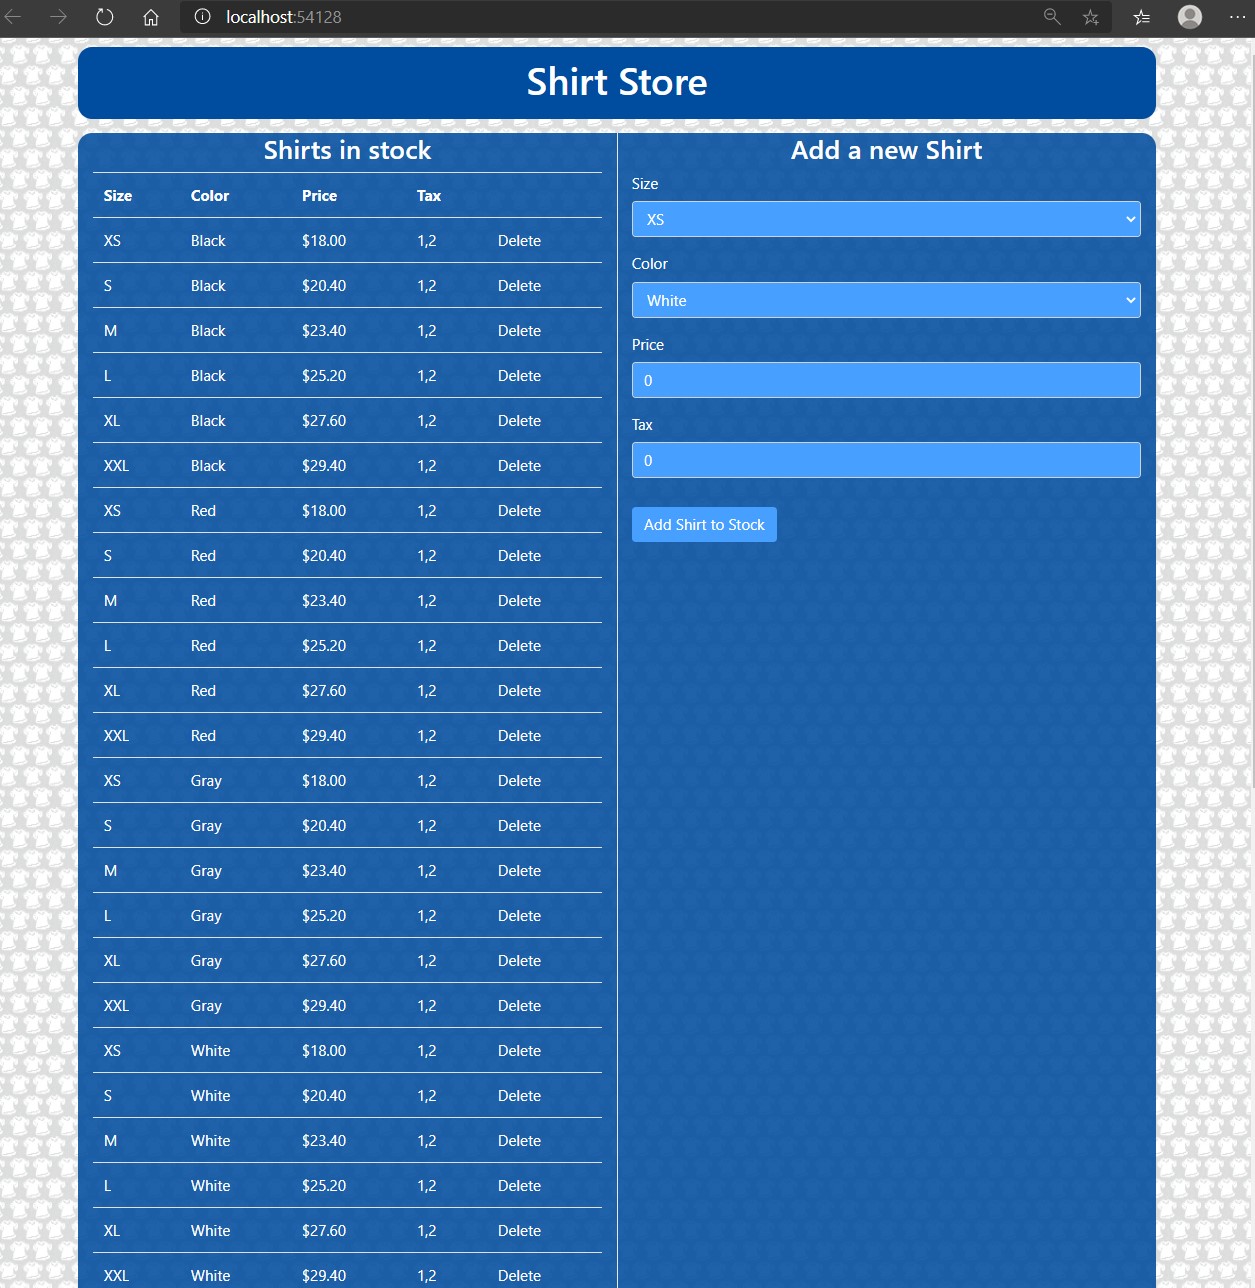 localhost:54128
Shirt Store
Shirts in stock
Size Color Price Tax
XS Black $18.00 1,2 Delete
S Black $20.40 1,2 Delete
M Black $23.40 1,2 Delete
L Black $25.20 1,2 Delete
XL Black $27.60 1,2 Delete
XXL Black $29.40 1,2 Delete
XS Red $18.00 1,2 Delete
S Red $20.40 1,2 Delete
M Red $23.40 1,2 Delete
L Red $25.20 1,2 Delete
XL Red $27.60 1,2 Delete
XXL Red $29.40 1,2 Delete
XS Gray $18.00 1,2 Delete
S Gray $20.40 1,2 Delete
M Gray $23.40 1,2 Delete
L Gray $25.20 1,2 Delete
XL Gray $27.60 1,2 Delete
XXL Gray $29.40 1,2 Delete
XS White $18.00 1,2 Delete
S White $20.40 1,2 Delete
M White $23.40 1,2 Delete
L White $25.20 1,2 Delete
XL White $27.60 1,2 Delete
XXL White $29.40 1,2 Delete
Add a new Shirt
Size
XS
Color
White
Price
0
Tax
0
Add Shirt to Stock